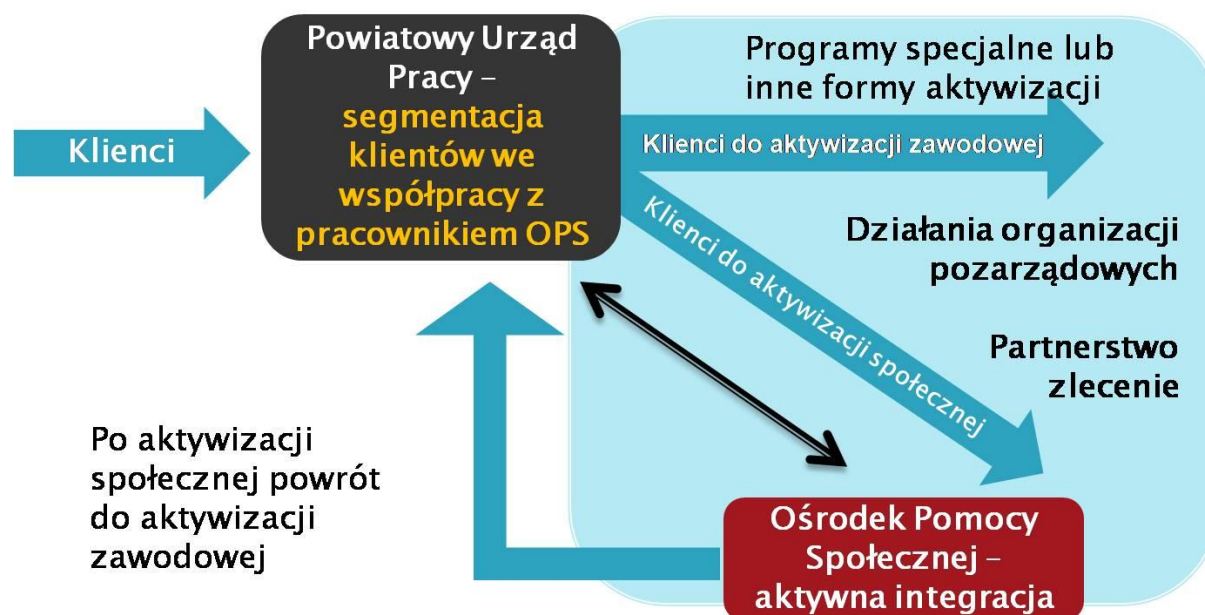 Powiatowy Urząd
Pracy –
segmentacja
klientów we
współpracy z
pracownikiem OPS
Programy specjalne lub
inne formy aktywizacji
Klienci
Klienci do aktywizacji zawodowej
Klienci do aktywizacji społecznej
Działania organizacji
pozarządowych
Partnerstwo
zlecenie
Po aktywizacji
społecznej powrót
do aktywizacji
zawodowej
Ośrodek Pomocy
Społecznej –
aktywna integracja